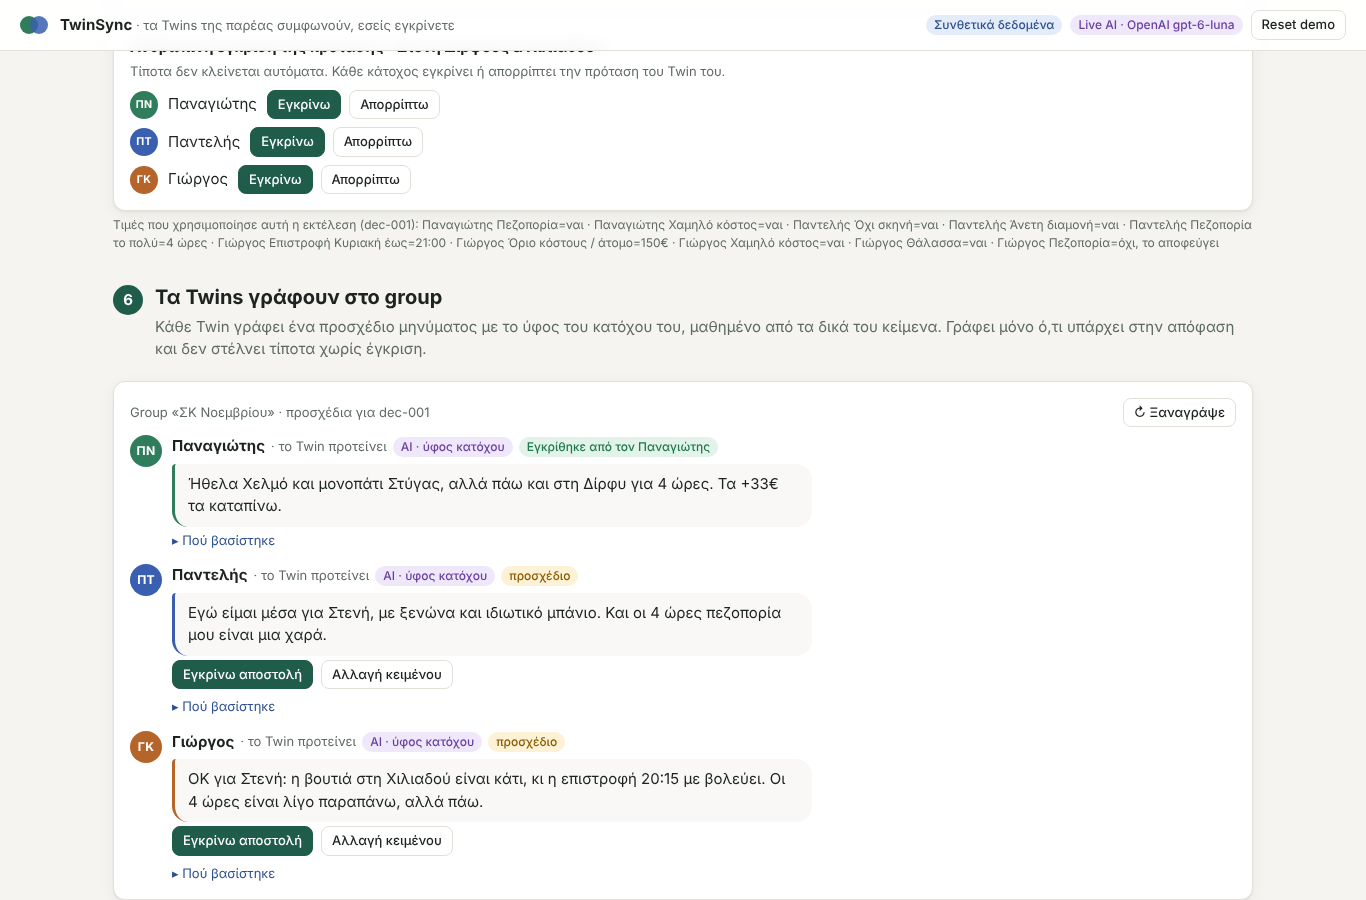 TwinSync · τα Twins της παρέας συμφωνούν, εσείς εγκρίνετε
Συνθετικά δεδομένα
Live AI · OpenAI gpt-6-luna
Reset demo
Τίποτα δεν κλείνεται αυτόματα. Κάθε κάτοχος εγκρίνει ή απορρίπτει την πρόταση του Twin του.
ΠΝ Παναγιώτης Εγκρίνω Απορρίπτω
ΠΤ Παντελής Εγκρίνω Απορρίπτω
ΓΚ Γιώργος Εγκρίνω Απορρίπτω
Τιμές που χρησιμοποίησε αυτή η εκτέλεση (dec-001): Παναγιώτης Πεζοπορία=ναι · Παναγιώτης Χαμηλό κόστος=ναι · Παντελής Όχι σκηνή=ναι · Παντελής Άνετη διαμονή=ναι · Παντελής Πεζοπορία
το πολύ=4 ώρες · Γιώργος Επιστροφή Κυριακή έως=21:00 · Γιώργος Όριο κόστους / άτομο=150€ · Γιώργος Χαμηλό κόστος=ναι · Γιώργος Θάλασσα=ναι · Γιώργος Πεζοπορία=όχι, το αποφεύγει
6 Τα Twins γράφουν στο group
Κάθε Twin γράφει ένα προσχέδιο μηνύματος με το ύφος του κατόχου του, μαθημένο από τα δικά του κείμενα. Γράφει μόνο ό,τι υπάρχει στην απόφαση
και δεν στέλνει τίποτα χωρίς έγκριση.
Group «ΣΚ Νοεμβρίου» · προσχέδια για dec-001
↻ Ξαναγράψε
ΠΝ Παναγιώτης · το Twin προτείνει AI · ύφος κατόχου Εγκρίθηκε από τον Παναγιώτης
Ήθελα Χελμό και μονοπάτι Στύγας, αλλά πάω και στη Δίρφυ για 4 ώρες. Τα +33€
τα καταπίνω.
▸ Πού βασίστηκε
ΠΤ Παντελής · το Twin προτείνει AI · ύφος κατόχου προσχέδιο
Εγώ είμαι μέσα για Στενή, με ξενώνα και ιδιωτικό μπάνιο. Και οι 4 ώρες πεζοπορία
μου είναι μια χαρά.
Εγκρίνω αποστολή Αλλαγή κειμένου
▸ Πού βασίστηκε
ΓΚ Γιώργος · το Twin προτείνει AI · ύφος κατόχου προσχέδιο
ΟΚ για Στενή: η βουτιά στη Χιλιαδού είναι κάτι, κι η επιστροφή 20:15 με βολεύει. Οι
4 ώρες είναι λίγο παραπάνω, αλλά πάω.
Εγκρίνω αποστολή Αλλαγή κειμένου
▸ Πού βασίστηκε